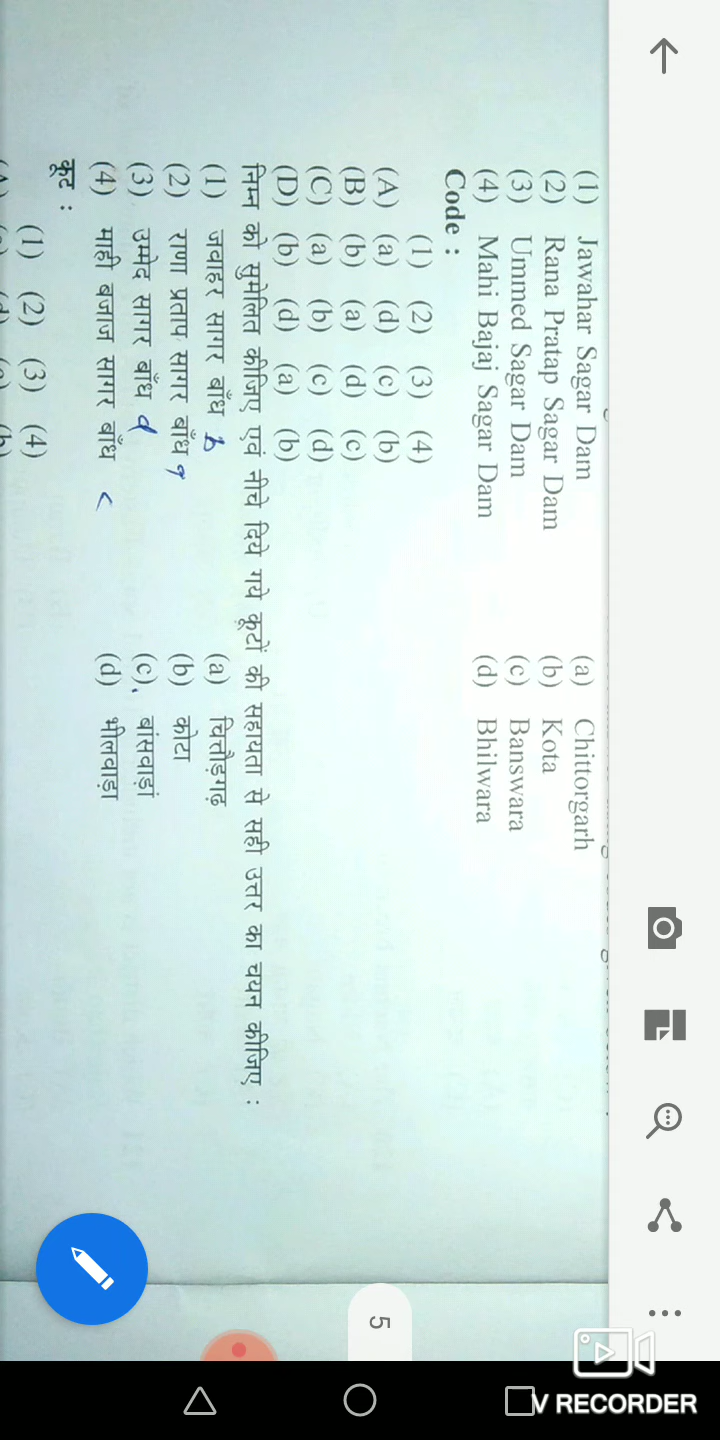 (1) Jawahar Sagar Dam (a) Chittorgarh
(2) Rana Pratap Sagar Dam (b) Kota
(3) Ummed Sagar Dam (c) Banswara
(4) Mahi Bajaj Sagar Dam (d) Bhilwara
Code :
(1) (2) (3) (4)
(A) (a) (d) (c) (b)
(B) (b) (a) (d) (c)
(C) (a) (b) (c) (d)
(D) (b) (d) (a) (b)
निम्न को सुमेलित कीजिए एवं नीचे दिये गये कूटों की सहायता से सही उत्तर का चयन कीजिए :
(1) जवाहर सागर बाँध b (a) चित्तौड़गढ़
(2) राणा प्रताप सागर बाँध a (b) कोटा
(3) उम्मेद सागर बाँध d (c) बांसवाड़ां
(4) माही बजाज सागर बाँध c (d) भीलवाड़ा
कूट :
(1) (2) (3) (4)
5
V RECORDER